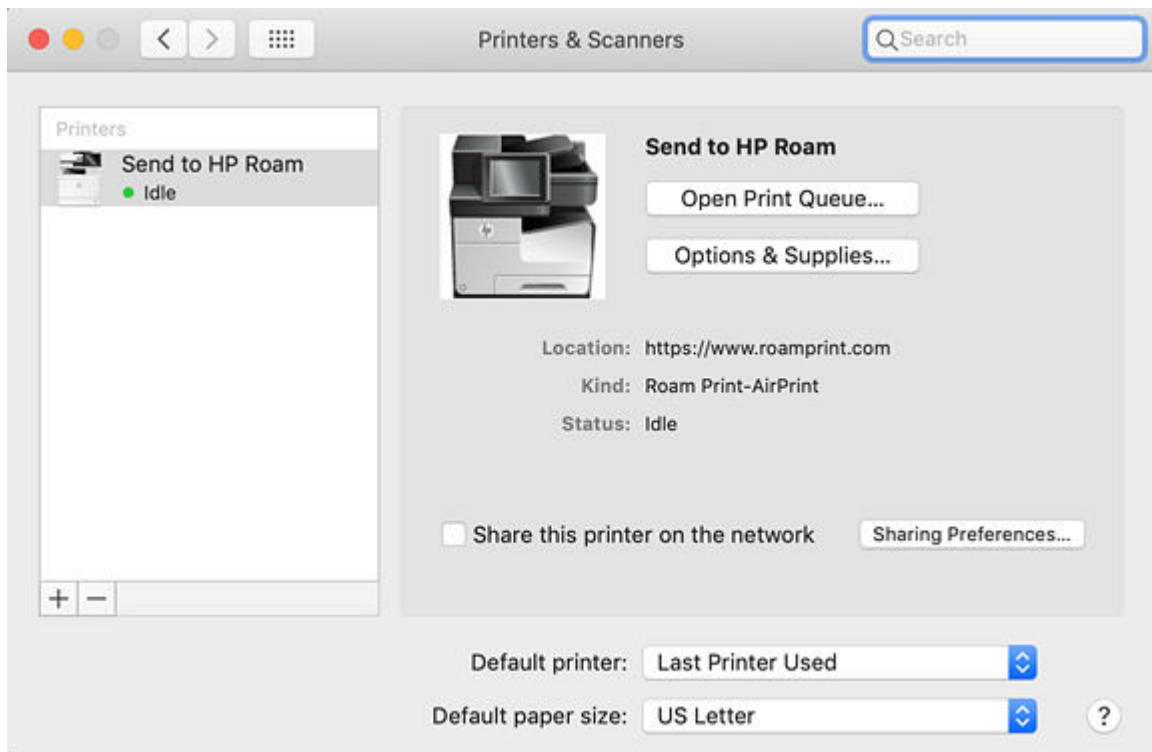 Printers & Scanners
Search
Printers
Send to HP Roam
Idle
Send to HP Roam
Open Print Queue...
Options & Supplies...
Location: https://www.roamprint.com
Kind: Roam Print-AirPrint
Status: Idle
Share this printer on the network
Sharing Preferences...
Default printer: Last Printer Used
Default paper size: US Letter
?